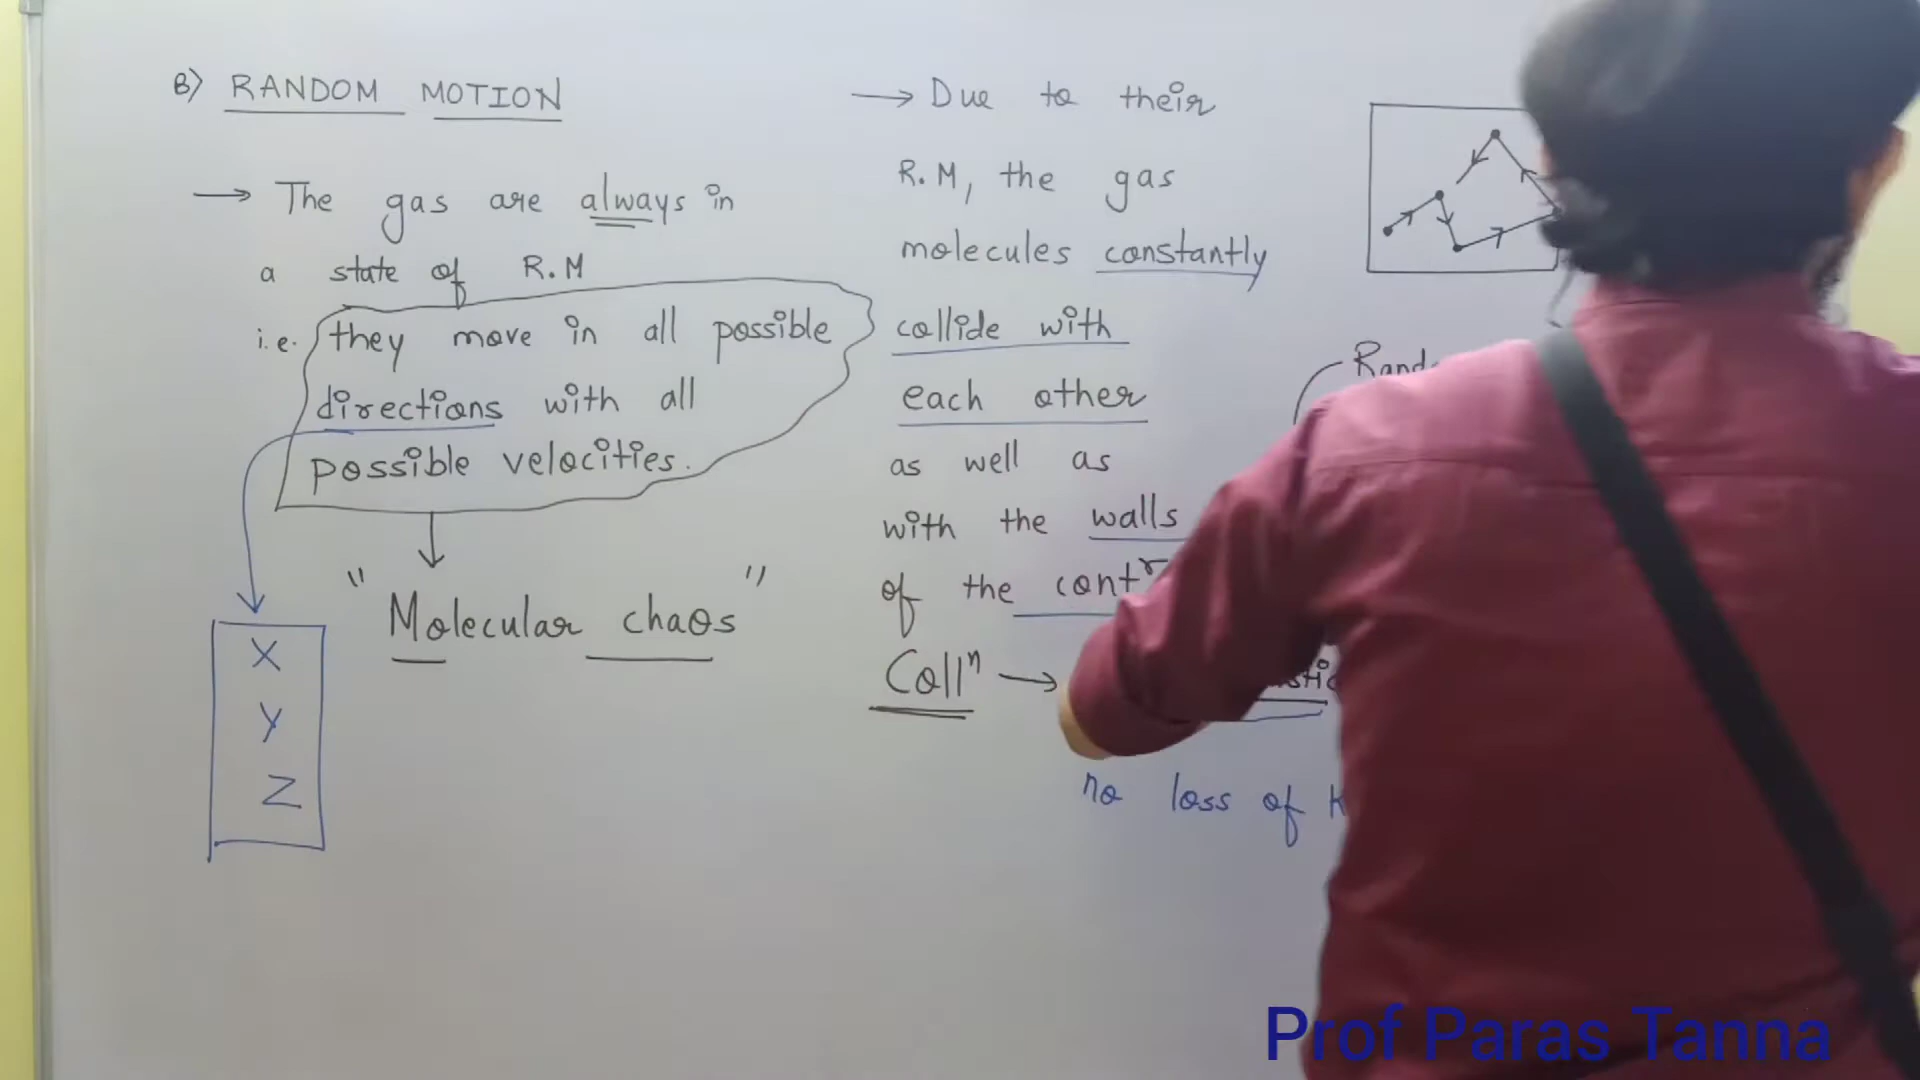 B) RANDOM MOTION
→ The gas are always in
a state of R.M
i.e. they move in all possible
directions with all
possible velocities.
"Molecular chaos"
X
Y
Z
→ Due to their
R.M, the gas
molecules constantly
collide with
each other
as well as
with the walls
of the contr
Collⁿ →
no loss of
Prof Paras Tanna